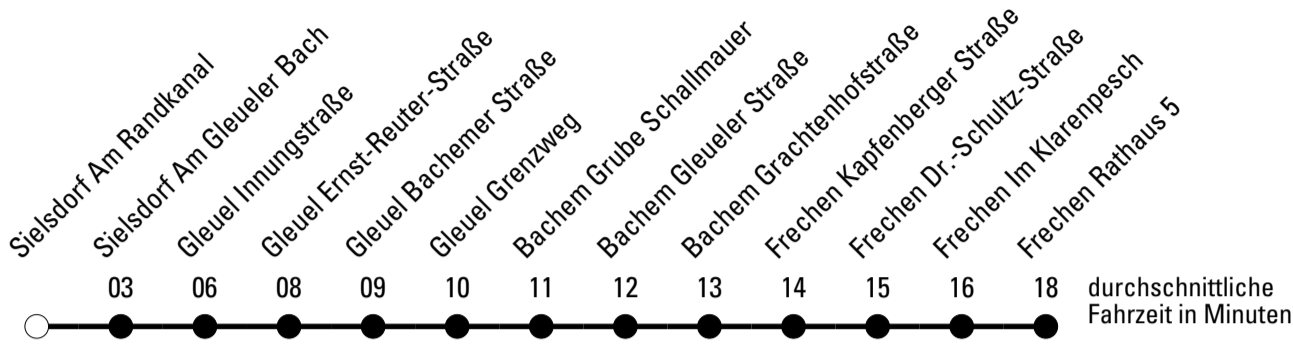 Sielsdorf Am Randkanal
Sielsdorf Am Gleueler Bach
Gleuel Innungstraße
Gleuel Ernst-Reuter-Straße
Gleuel Bachemer Straße
Gleuel Grenzweg
Bachem Grube Schallmauer
Bachem Gleueler Straße
Bachem Grachtenhofstraße
Frechen Kapfenberger Straße
Frechen Dr.-Schultz-Straße
Frechen Im Klarenpesch
Frechen Rathaus 5
03 06 08 09 10 11 12 13 14 15 16 18
durchschnittliche
Fahrzeit in Minuten